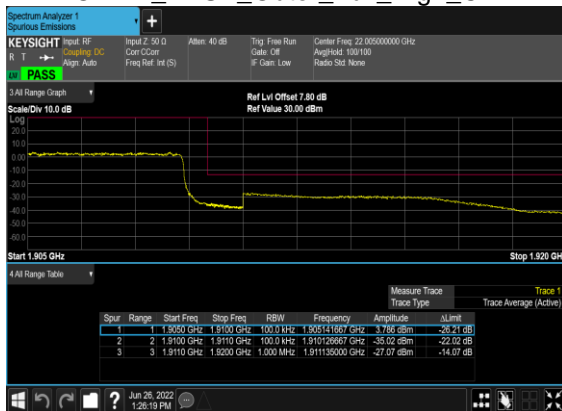 Spectrum Analyzer 1
Spurious Emissions
+
KEYSIGHT Input: RF Input Z: 50 Ω Atten: 40 dB Trig: Free Run Center Freq: 22.005000000 GHz
R T Coupling: DC Corr CCorr Gate: Off Avg|Hold: 100/100
Align: Auto Freq Ref: Int (S) IF Gain: Low Radio Std: None
PASS
3 All Range Graph
Ref Lvl Offset 7.80 dB
Scale/Div 10.0 dB Ref Value 30.00 dBm
Log
20.0
10.0
0.00
-10.0
-20.0
-30.0
-40.0
-50.0
-60.0
Start 1.905 GHz Stop 1.920 GHz
4 All Range Table
Measure Trace Trace 1
Trace Type Trace Average (Active)
Spur Range Start Freq Stop Freq RBW Frequency Amplitude ΔLimit
1 1 1.9050 GHz 1.9100 GHz 100.0 kHz 1.905141667 GHz 3.786 dBm -26.21 dB
2 2 1.9100 GHz 1.9110 GHz 100.0 kHz 1.910126667 GHz -35.02 dBm -22.02 dB
3 3 1.9110 GHz 1.9200 GHz 1.000 MHz 1.911135000 GHz -27.07 dBm -14.07 dB
? Jun 26, 2022
1:26:19 PM